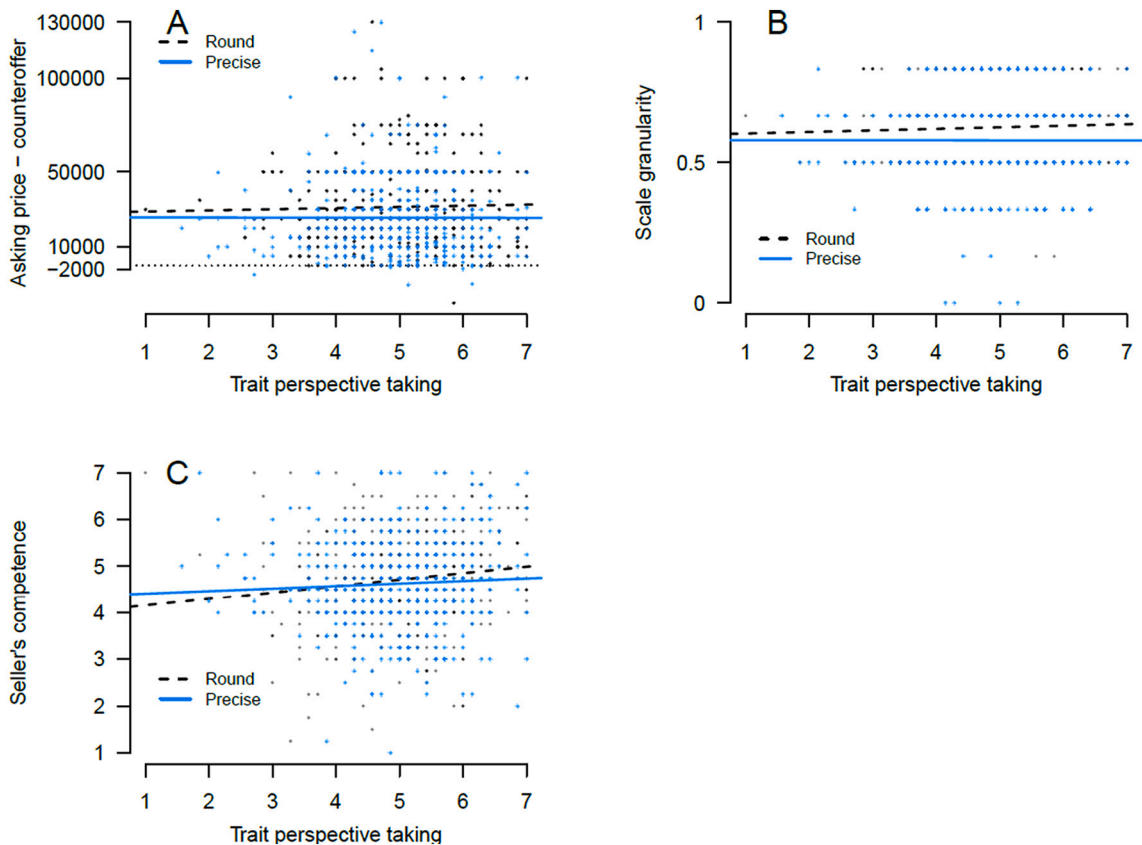 A
Asking price − counteroffer
130000
100000
50000
10000
−2000
Round
Precise
1 2 3 4 5 6 7
Trait perspective taking
B
Scale granularity
1
0.5
0
Round
Precise
1 2 3 4 5 6 7
Trait perspective taking
C
Seller's competence
7
6
5
4
3
2
1
Round
Precise
1 2 3 4 5 6 7
Trait perspective taking